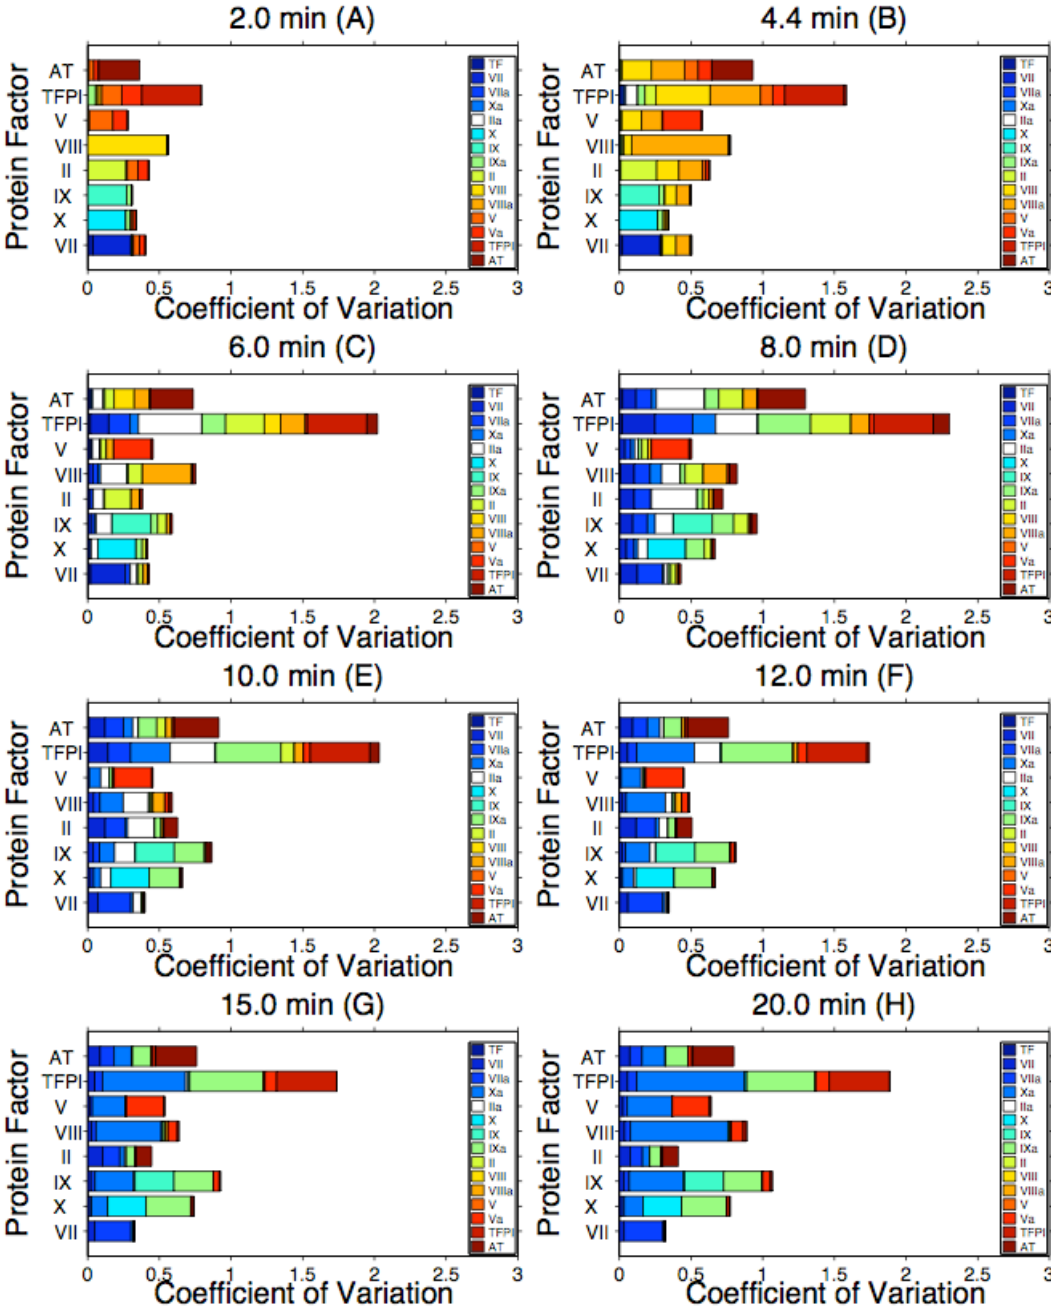 2.0 min (A)
Protein Factor
AT
TFPI
V
VIII
II
IX
X
VII
0 0.5 1 1.5 2 2.5 3
Coefficient of Variation
TF
VII
VIIa
Xa
IIa
X
IX
IXa
II
VIII
VIIIa
V
Va
TFPI
AT
4.4 min (B)
Protein Factor
AT
TFPI
V
VIII
II
IX
X
VII
0 0.5 1 1.5 2 2.5 3
Coefficient of Variation
TF
VII
VIIa
Xa
IIa
X
IX
IXa
II
VIII
VIIIa
V
Va
TFPI
AT
6.0 min (C)
Protein Factor
AT
TFPI
V
VIII
II
IX
X
VII
0 0.5 1 1.5 2 2.5 3
Coefficient of Variation
TF
VII
VIIa
Xa
IIa
X
IX
IXa
II
VIII
VIIIa
V
Va
TFPI
AT
8.0 min (D)
Protein Factor
AT
TFPI
V
VIII
II
IX
X
VII
0 0.5 1 1.5 2 2.5 3
Coefficient of Variation
TF
VII
VIIa
Xa
IIa
X
IX
IXa
II
VIII
VIIIa
V
Va
TFPI
AT
10.0 min (E)
Protein Factor
AT
TFPI
V
VIII
II
IX
X
VII
0 0.5 1 1.5 2 2.5 3
Coefficient of Variation
TF
VII
VIIa
Xa
IIa
X
IX
IXa
II
VIII
VIIIa
V
Va
TFPI
AT
12.0 min (F)
Protein Factor
AT
TFPI
V
VIII
II
IX
X
VII
0 0.5 1 1.5 2 2.5 3
Coefficient of Variation
TF
VII
VIIa
Xa
IIa
X
IX
IXa
II
VIII
VIIIa
V
Va
TFPI
AT
15.0 min (G)
Protein Factor
AT
TFPI
V
VIII
II
IX
X
VII
0 0.5 1 1.5 2 2.5 3
Coefficient of Variation
TF
VII
VIIa
Xa
IIa
X
IX
IXa
II
VIII
VIIIa
V
Va
TFPI
AT
20.0 min (H)
Protein Factor
AT
TFPI
V
VIII
II
IX
X
VII
0 0.5 1 1.5 2 2.5 3
Coefficient of Variation
TF
VII
VIIa
Xa
IIa
X
IX
IXa
II
VIII
VIIIa
V
Va
TFPI
AT